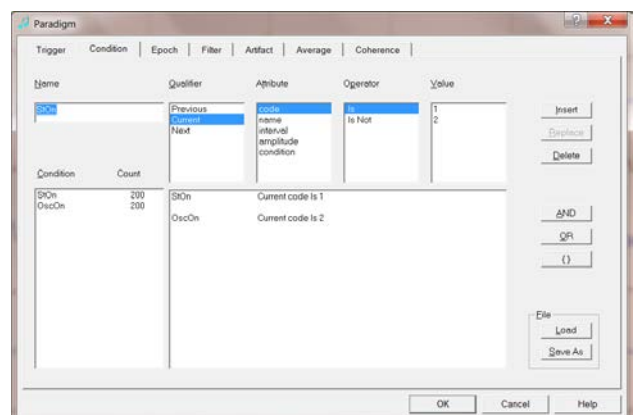 Paradigm
Trigger Condition Epoch Filter Artifact Average Coherence
Name Qualifier Attribute Operator Value
StOn Previous code Is 1
Current name Is Not 2
Next interval
amplitude
condition
Insert
Replace
Delete
Condition Count
StOn 200 StOn Current code Is 1
OscOn 200 OscOn Current code Is 2
AND
OR
()
File
Load
Save As
OK Cancel Help